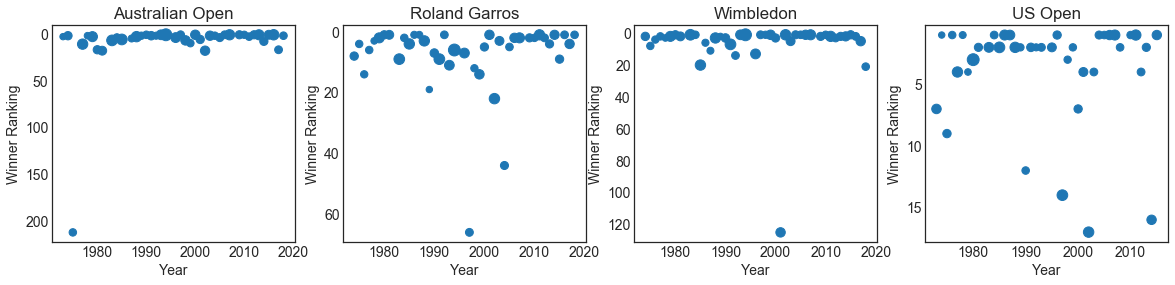 Australian Open
Winner Ranking
0
50
100
150
200
1980 1990 2000 2010 2020
Year
Roland Garros
Winner Ranking
0
20
40
60
1980 1990 2000 2010 2020
Year
Wimbledon
Winner Ranking
0
20
40
60
80
100
120
1980 1990 2000 2010 2020
Year
US Open
Winner Ranking
5
10
15
1980 1990 2000 2010
Year